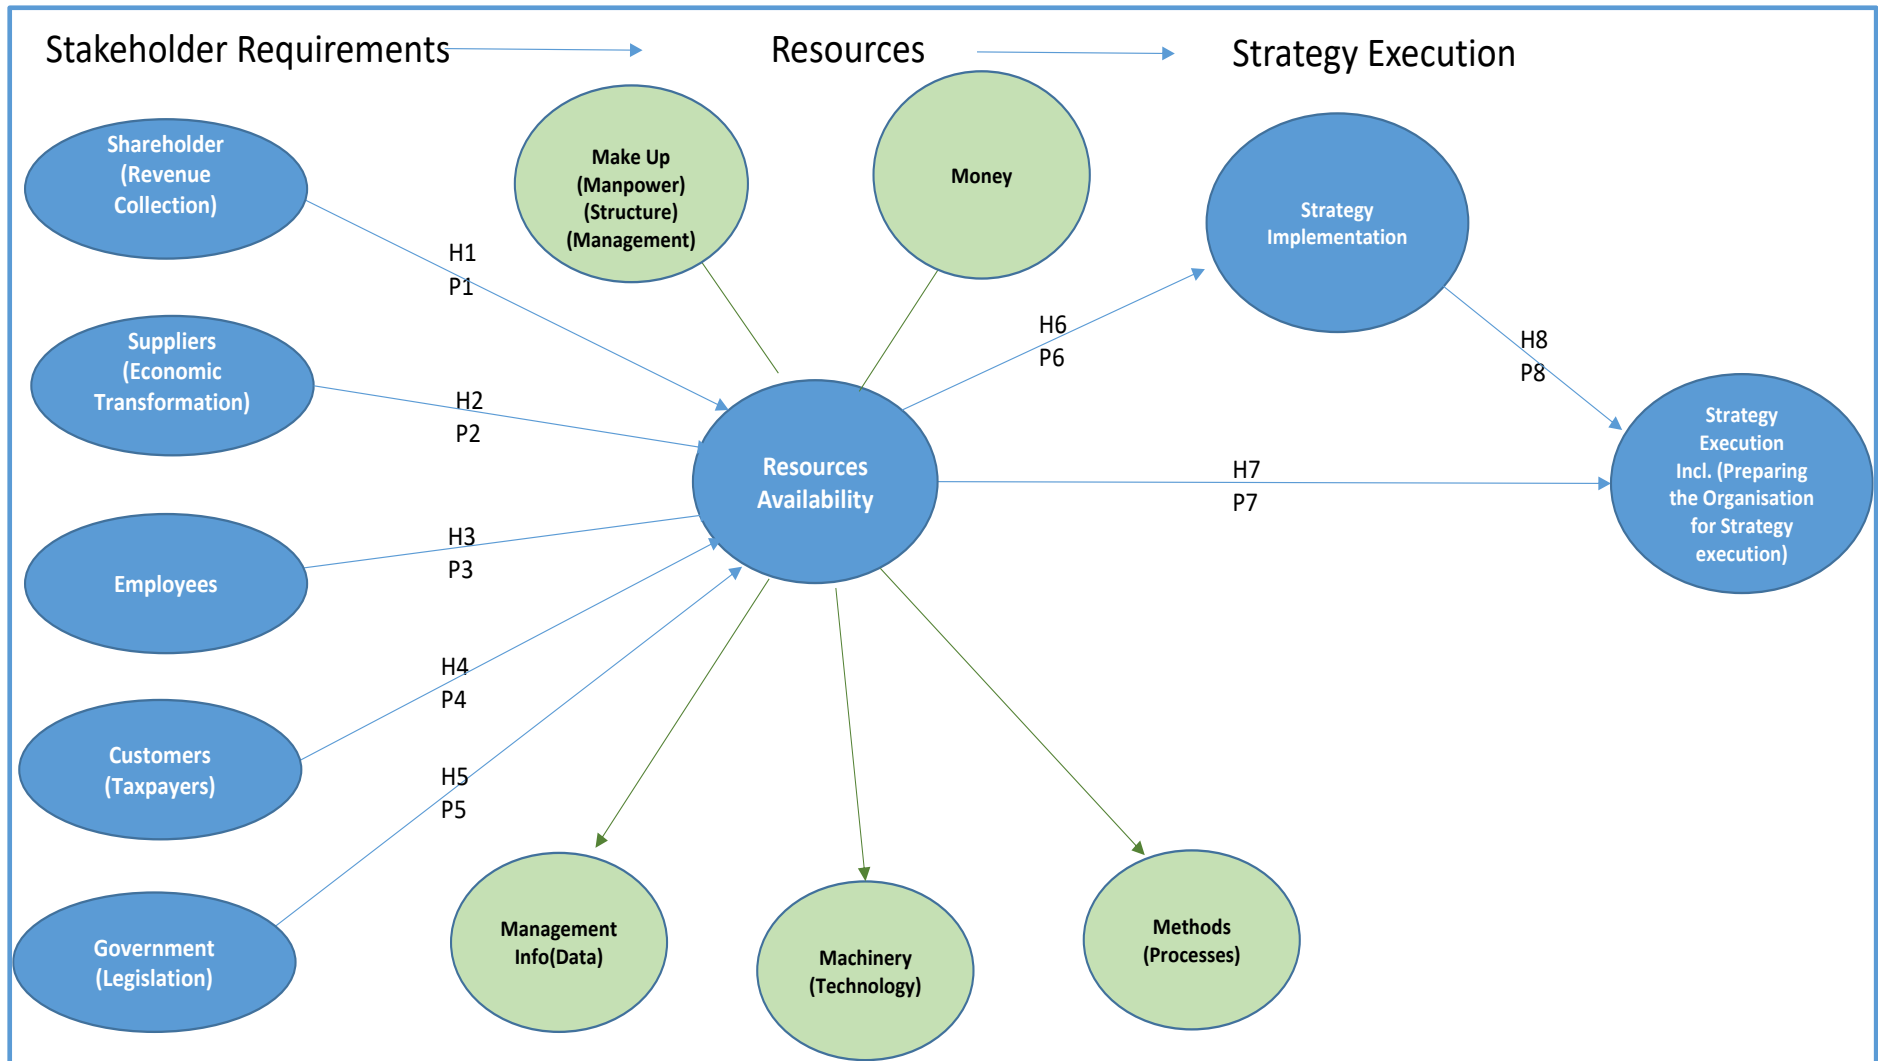 Stakeholder Requirements
Resources
Strategy Execution
Shareholder
(Revenue
Collection)
Make Up
(Manpower)
(Structure)
(Management)
Money
Strategy
Implementation
H1
P1
Suppliers
(Economic
Transformation)
H2
P2
H6
P6
H8
P8
Resources
Availability
H7
P7
Strategy
Execution
Incl. (Preparing
the Organisation
for Strategy
execution)
Employees
H3
P3
Customers
(Taxpayers)
H4
P4
H5
P5
Government
(Legislation)
Management
Info(Data)
Machinery
(Technology)
Methods
(Processes)